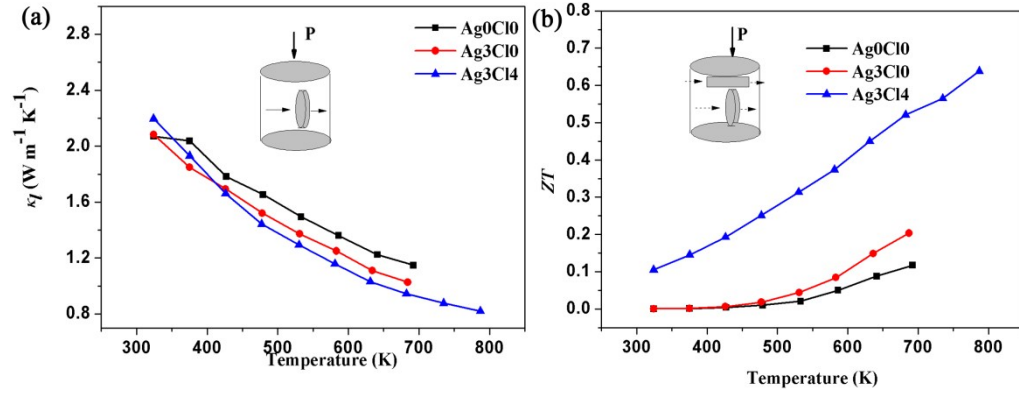 (a)
P
Ag0Cl0
Ag3Cl0
Ag3Cl4
κl (W m⁻¹ K⁻¹)
2.8
2.4
2.0
1.6
1.2
0.8
300 400 500 600 700 800
Temperature (K)
(b)
P
Ag0Cl0
Ag3Cl0
Ag3Cl4
ZT
0.8
0.7
0.6
0.5
0.4
0.3
0.2
0.1
0.0
300 400 500 600 700 800
Temperature (K)